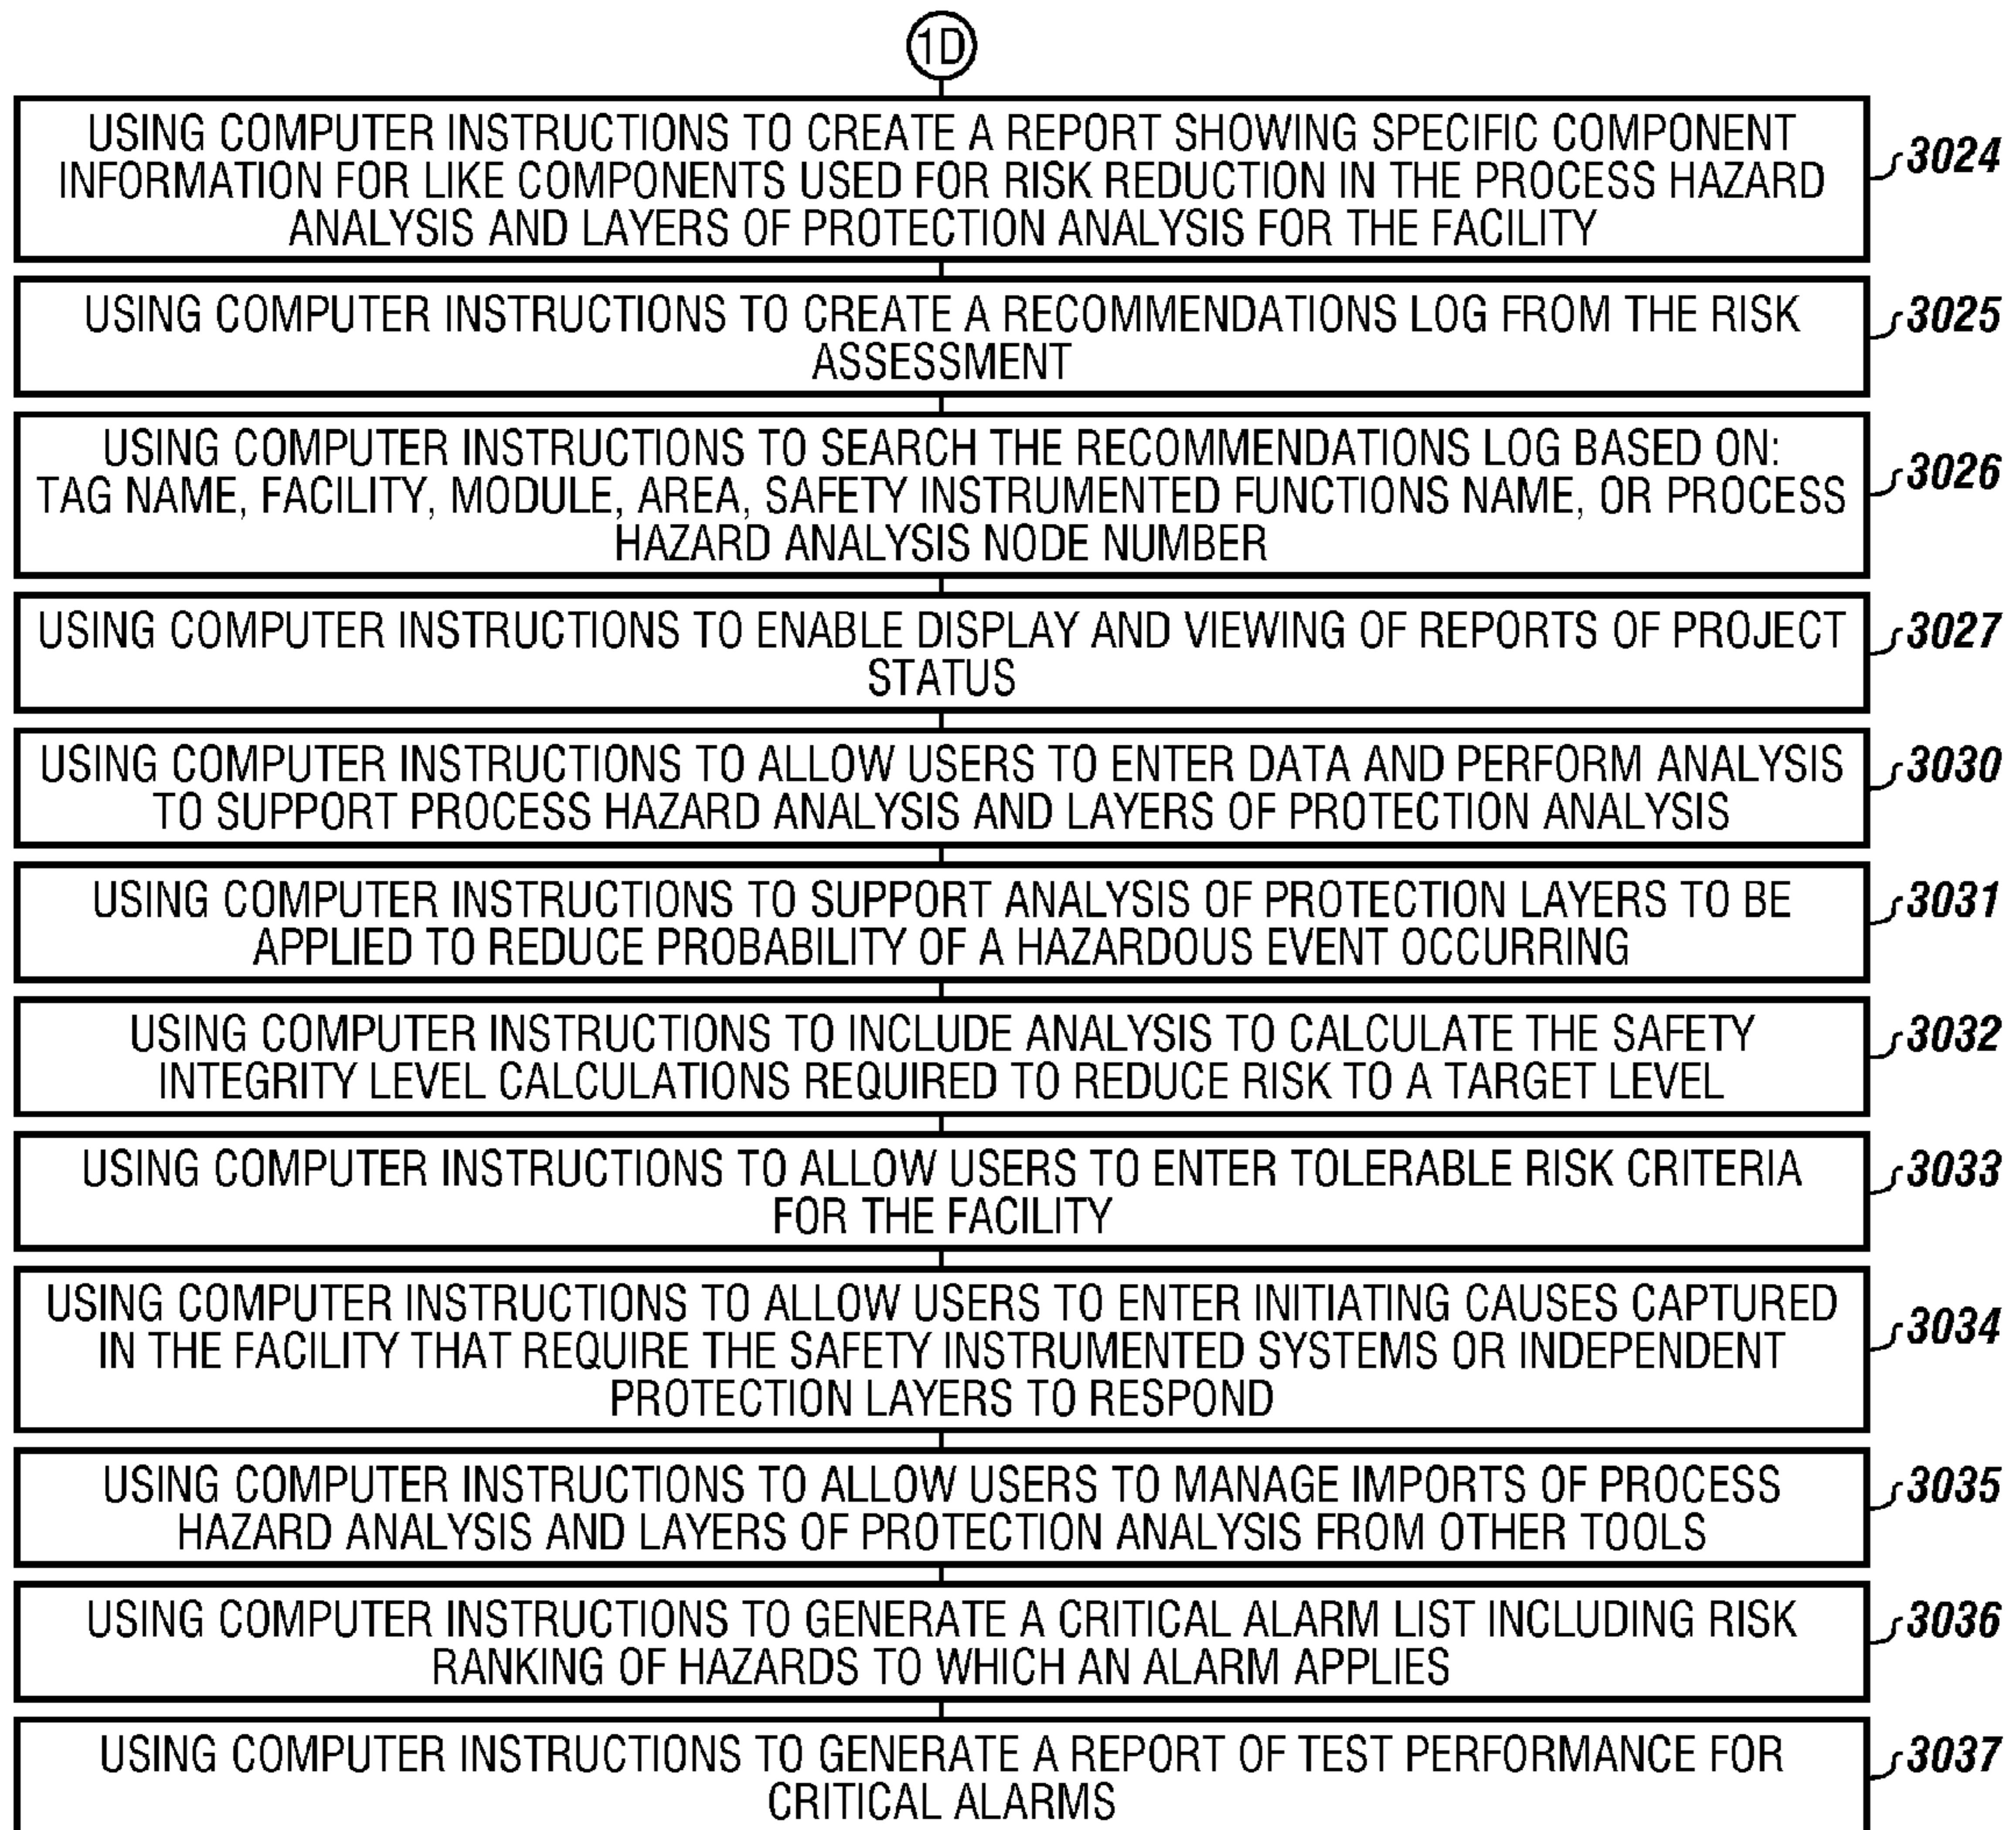 1D
USING COMPUTER INSTRUCTIONS TO CREATE A REPORT SHOWING SPECIFIC COMPONENT
INFORMATION FOR LIKE COMPONENTS USED FOR RISK REDUCTION IN THE PROCESS HAZARD
ANALYSIS AND LAYERS OF PROTECTION ANALYSIS FOR THE FACILITY
3024
USING COMPUTER INSTRUCTIONS TO CREATE A RECOMMENDATIONS LOG FROM THE RISK
ASSESSMENT
3025
USING COMPUTER INSTRUCTIONS TO SEARCH THE RECOMMENDATIONS LOG BASED ON:
TAG NAME, FACILITY, MODULE, AREA, SAFETY INSTRUMENTED FUNCTIONS NAME, OR PROCESS
HAZARD ANALYSIS NODE NUMBER
3026
USING COMPUTER INSTRUCTIONS TO ENABLE DISPLAY AND VIEWING OF REPORTS OF PROJECT
STATUS
3027
USING COMPUTER INSTRUCTIONS TO ALLOW USERS TO ENTER DATA AND PERFORM ANALYSIS
TO SUPPORT PROCESS HAZARD ANALYSIS AND LAYERS OF PROTECTION ANALYSIS
3030
USING COMPUTER INSTRUCTIONS TO SUPPORT ANALYSIS OF PROTECTION LAYERS TO BE
APPLIED TO REDUCE PROBABILITY OF A HAZARDOUS EVENT OCCURRING
3031
USING COMPUTER INSTRUCTIONS TO INCLUDE ANALYSIS TO CALCULATE THE SAFETY
INTEGRITY LEVEL CALCULATIONS REQUIRED TO REDUCE RISK TO A TARGET LEVEL
3032
USING COMPUTER INSTRUCTIONS TO ALLOW USERS TO ENTER TOLERABLE RISK CRITERIA
FOR THE FACILITY
3033
USING COMPUTER INSTRUCTIONS TO ALLOW USERS TO ENTER INITIATING CAUSES CAPTURED
IN THE FACILITY THAT REQUIRE THE SAFETY INSTRUMENTED SYSTEMS OR INDEPENDENT
PROTECTION LAYERS TO RESPOND
3034
USING COMPUTER INSTRUCTIONS TO ALLOW USERS TO MANAGE IMPORTS OF PROCESS
HAZARD ANALYSIS AND LAYERS OF PROTECTION ANALYSIS FROM OTHER TOOLS
3035
USING COMPUTER INSTRUCTIONS TO GENERATE A CRITICAL ALARM LIST INCLUDING RISK
RANKING OF HAZARDS TO WHICH AN ALARM APPLIES
3036
USING COMPUTER INSTRUCTIONS TO GENERATE A REPORT OF TEST PERFORMANCE FOR
CRITICAL ALARMS
3037